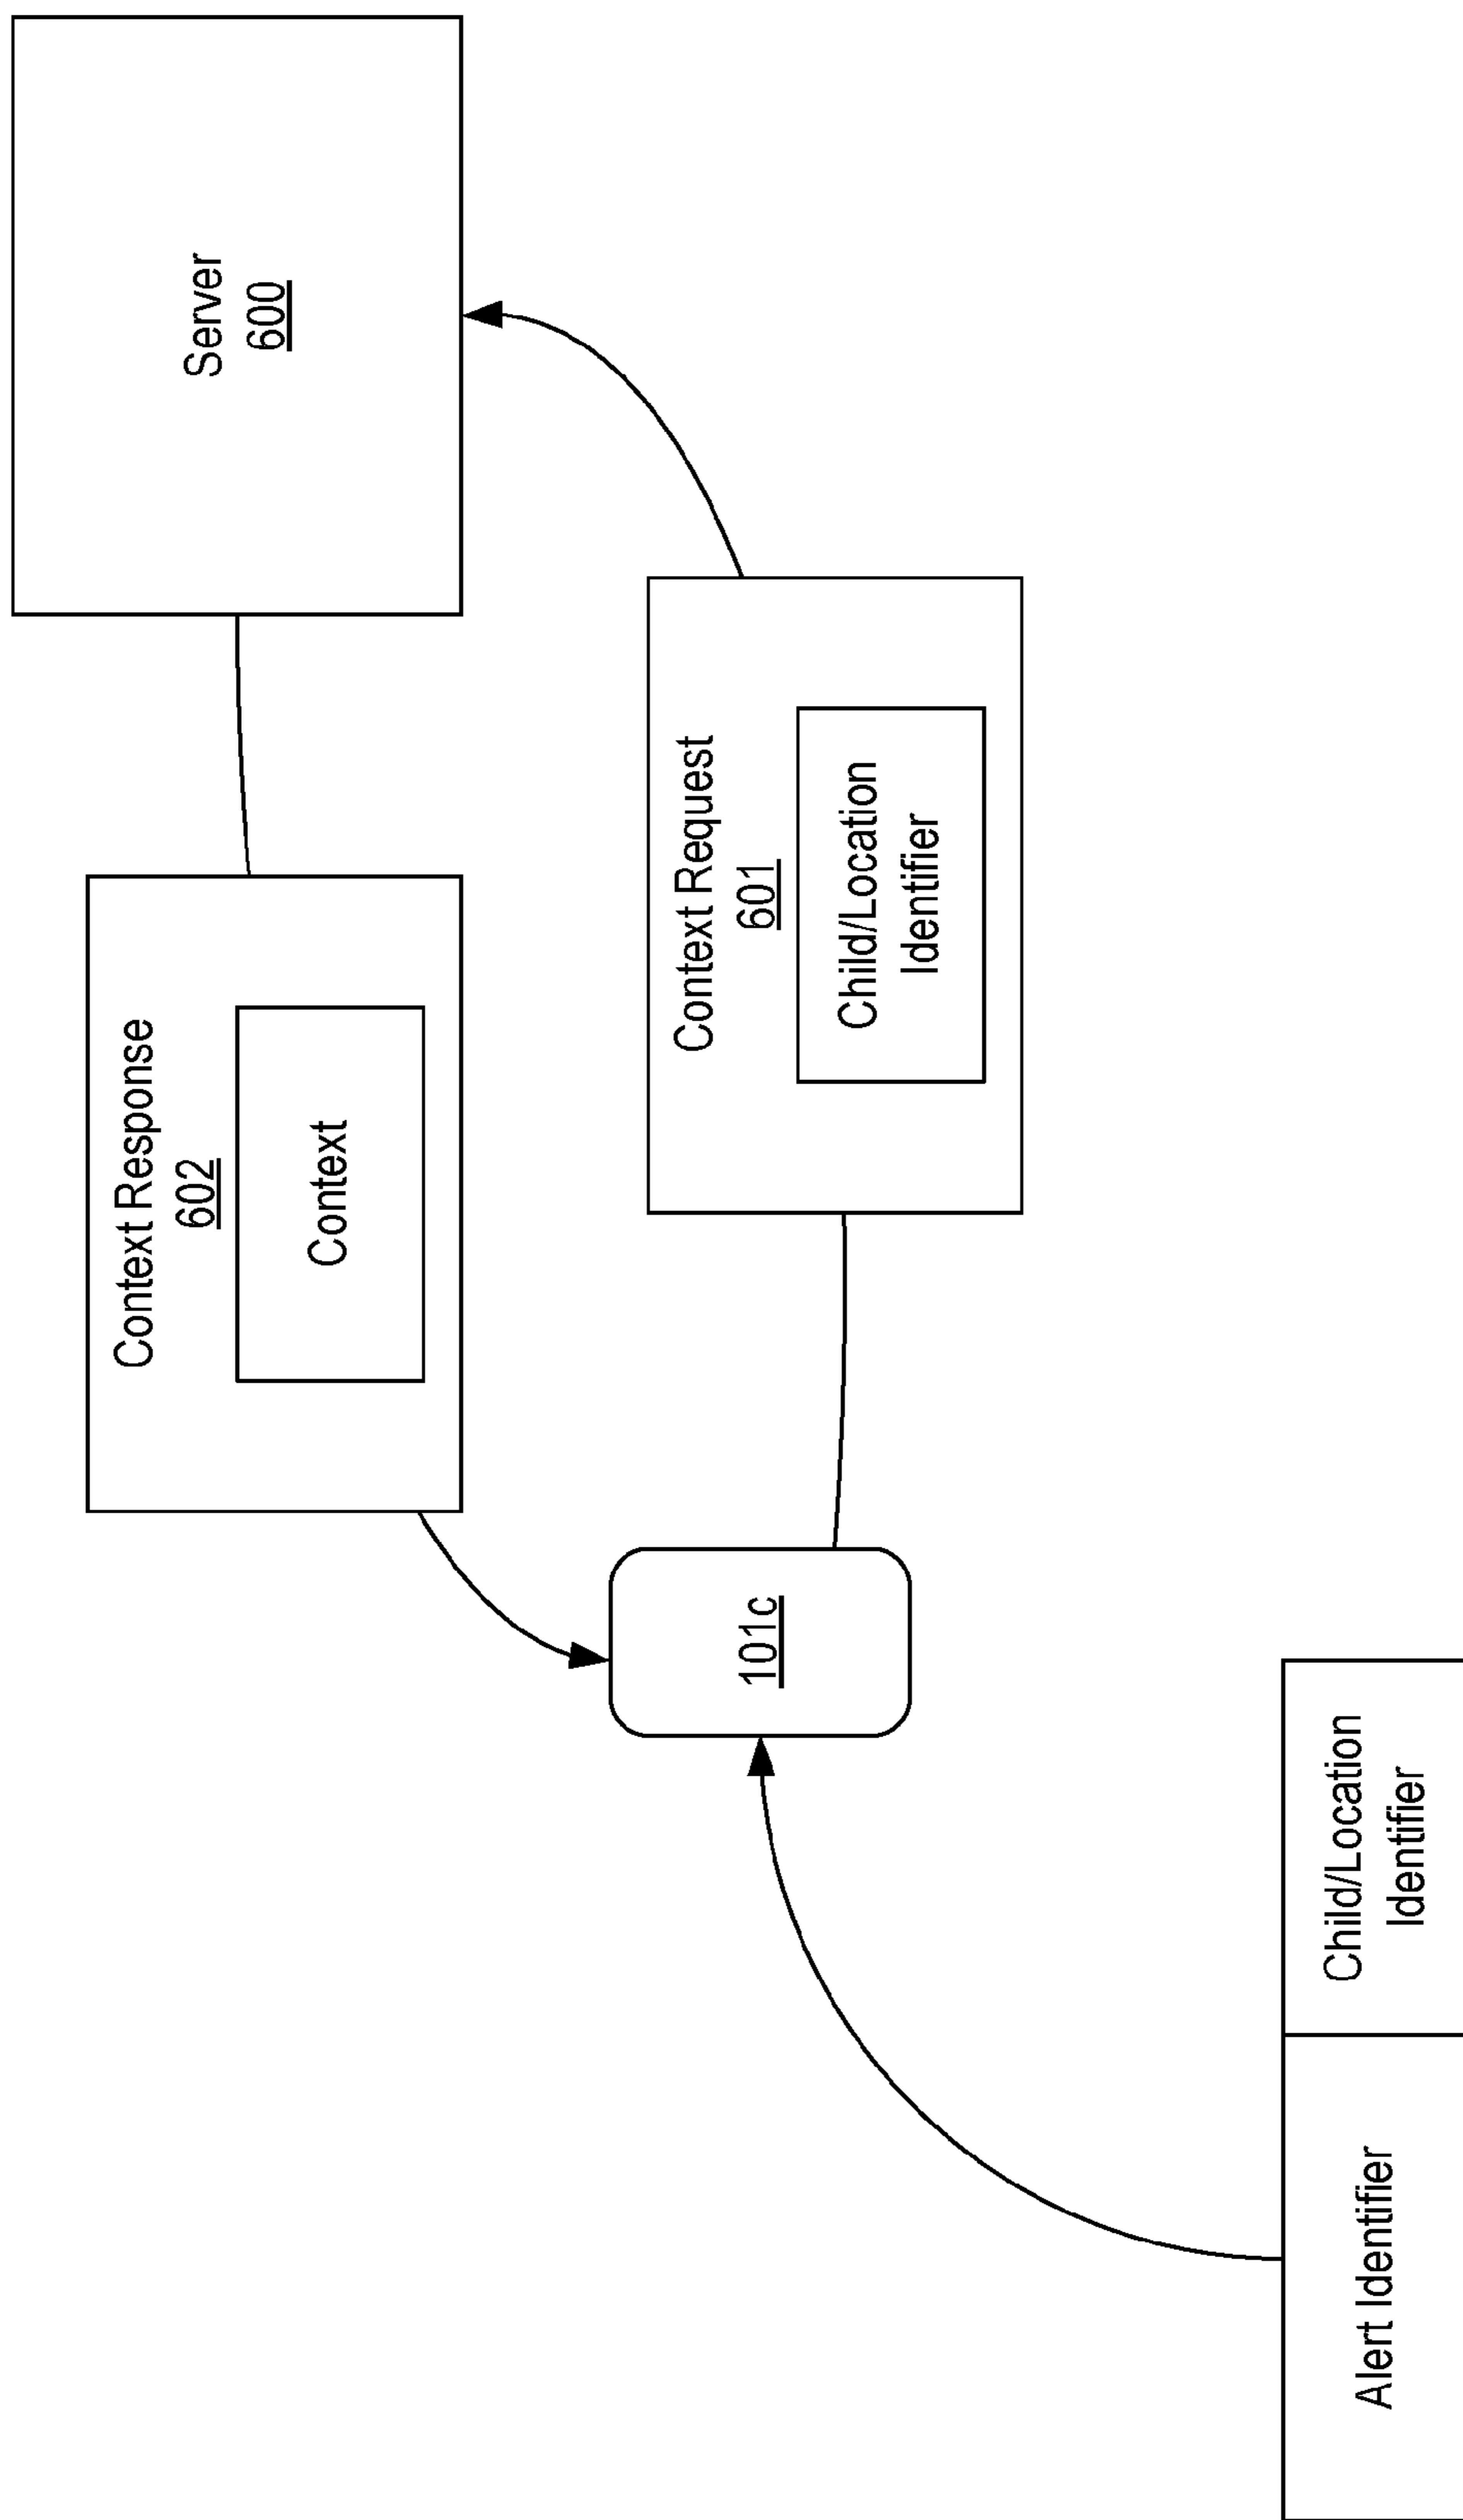 Server
600
Context Response
602
Context
Context Request
601
Child/Location
Identifier
101c
Alert Identifier
Child/Location
Identifier